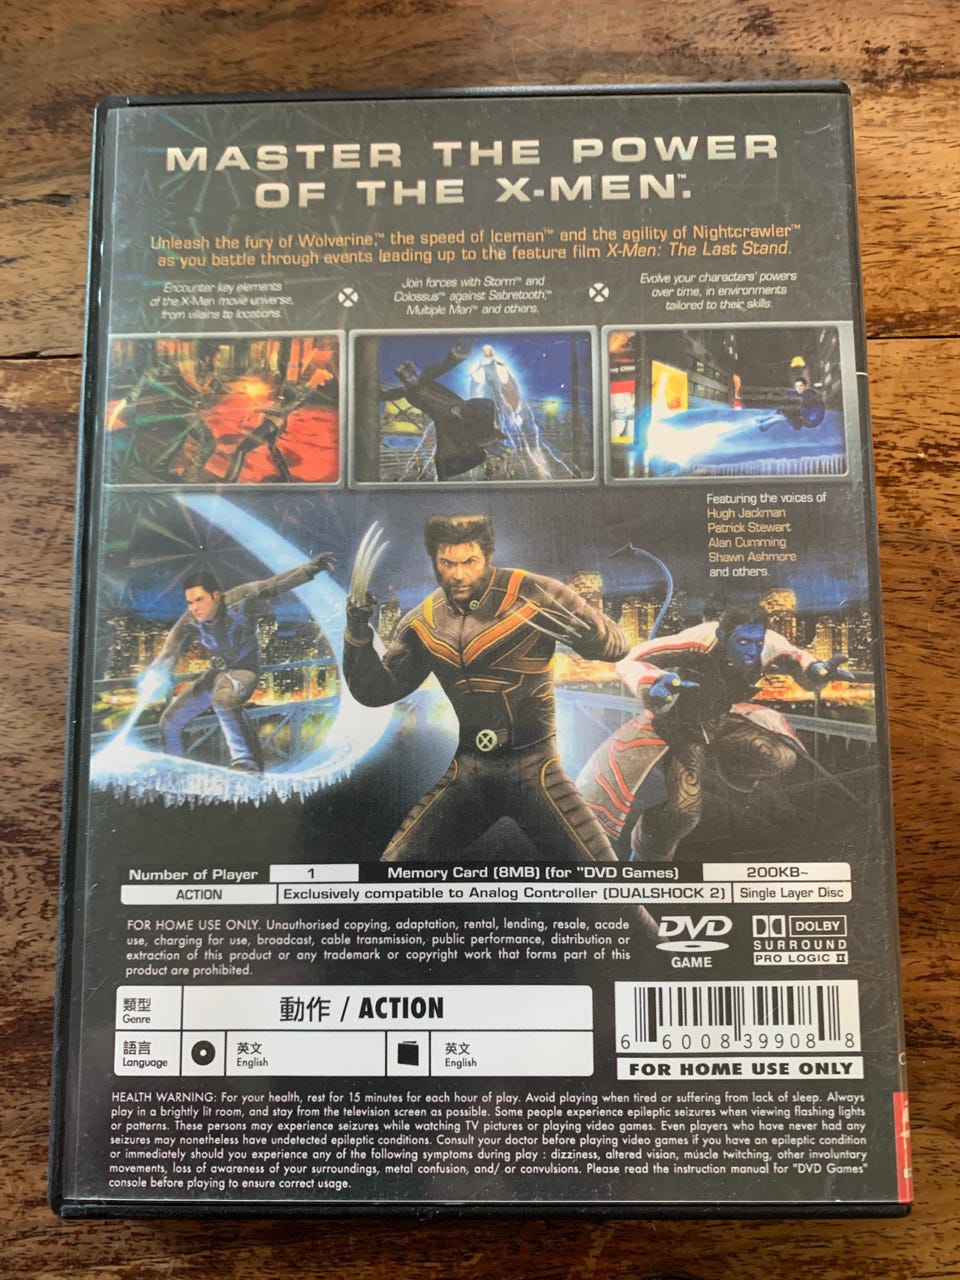 MASTER THE POWER
OF THE X-MEN.™
Unleash the fury of Wolverine,™ the speed of Iceman™ and the agility of Nightcrawler™
as you battle through events leading up to the feature film X-Men: The Last Stand.
Encounter key elements
of the X-Men movie universe,
from villains to locations.
Join forces with Storm™ and
Colossus™ against Sabretooth,™
Multiple Man™ and others.
Evolve your characters' powers
over time, in environments
tailored to their skills.
Featuring the voices of
Hugh Jackman
Patrick Stewart
Alan Cumming
Shawn Ashmore
and others.
Number of Player 1 Memory Card (8MB) (for "DVD Games) 200KB~
ACTION Exclusively compatible to Analog Controller (DUALSHOCK 2) Single Layer Disc
FOR HOME USE ONLY. Unauthorised copying, adaptation, rental, lending, resale, acade
use, charging for use, broadcast, cable transmission, public performance, distribution or
extraction of this product or any trademark or copyright work that forms part of this
product are prohibited.
DVD
GAME
DOLBY
SURROUND
PRO LOGIC II
類型
Genre
動作 / ACTION
語言
Language
英文
English
英文
English
6 60008 39908 8
FOR HOME USE ONLY
HEALTH WARNING: For your health, rest for 15 minutes for each hour of play. Avoid playing when tired or suffering from lack of sleep. Always
play in a brightly lit room, and stay from the television screen as possible. Some people experience epileptic seizures when viewing flashing lights
or patterns. These persons may experience seizures while watching TV pictures or playing video games. Even players who have never had any
seizures may nonetheless have undetected epileptic conditions. Consult your doctor before playing video games if you have an epileptic condition
or immediately should you experience any of the following symptoms during play : dizziness, altered vision, muscle twitching, other involuntary
movements, loss of awareness of your surroundings, metal confusion, and/ or convulsions. Please read the instruction manual for "DVD Games"
console before playing to ensure correct usage.